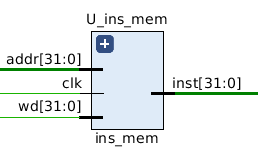 U_ins_mem
addr[31:0]
clk
inst[31:0]
wd[31:0]
ins_mem